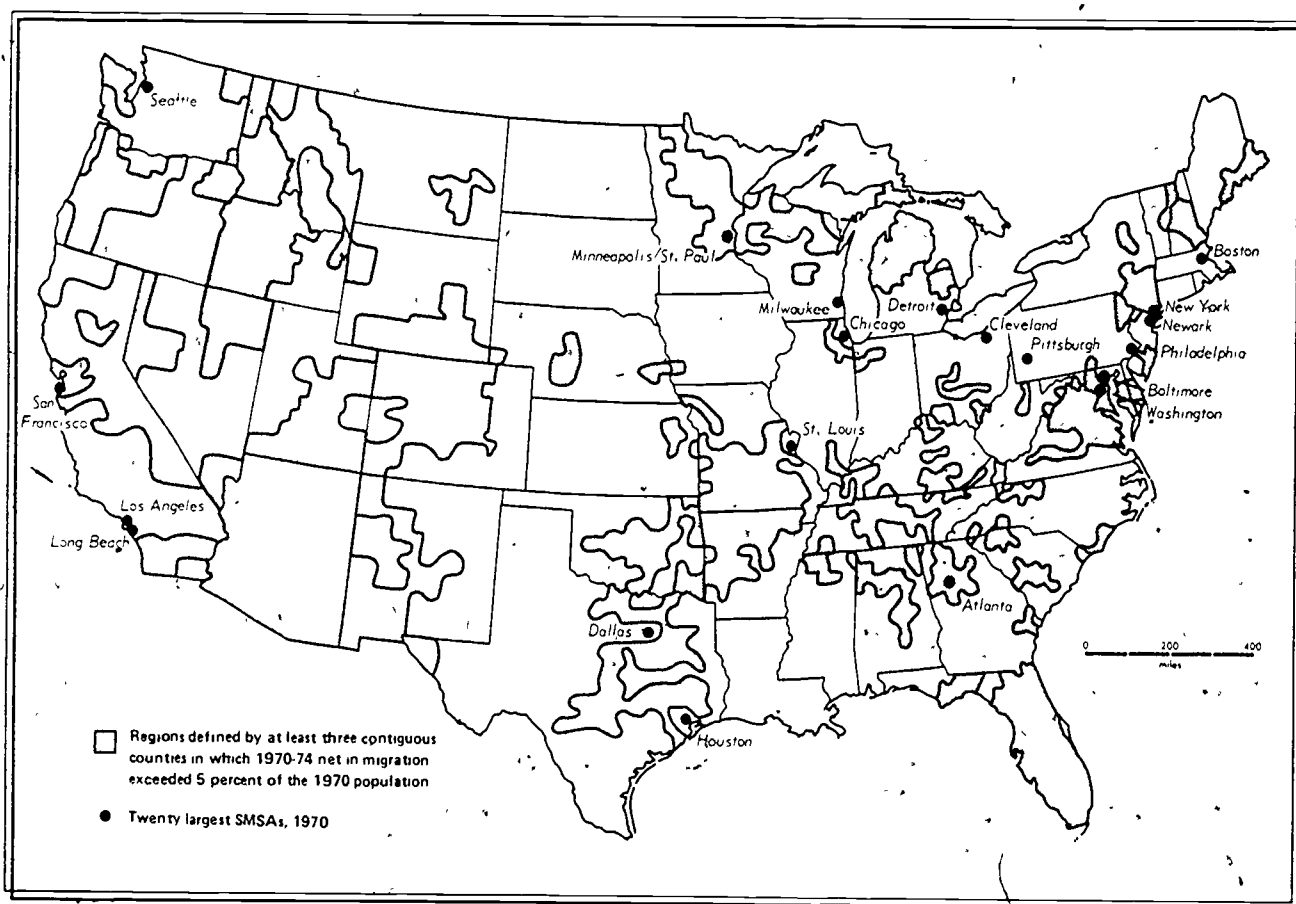 Seattle
Minneapolis/St. Paul
Boston
Milwaukee
Detroit
New York
Newark
Chicago
Cleveland
Pittsburgh
Philadelphia
Baltimore
Washington
San
Francisco
St. Louis
Los Angeles
Long Beach
Atlanta
Dallas
0 200 400
miles
Houston
Regions defined by at least three contiguous
counties in which 1970-74 net in migration
exceeded 5 percent of the 1970 population
Twenty largest SMSAs, 1970